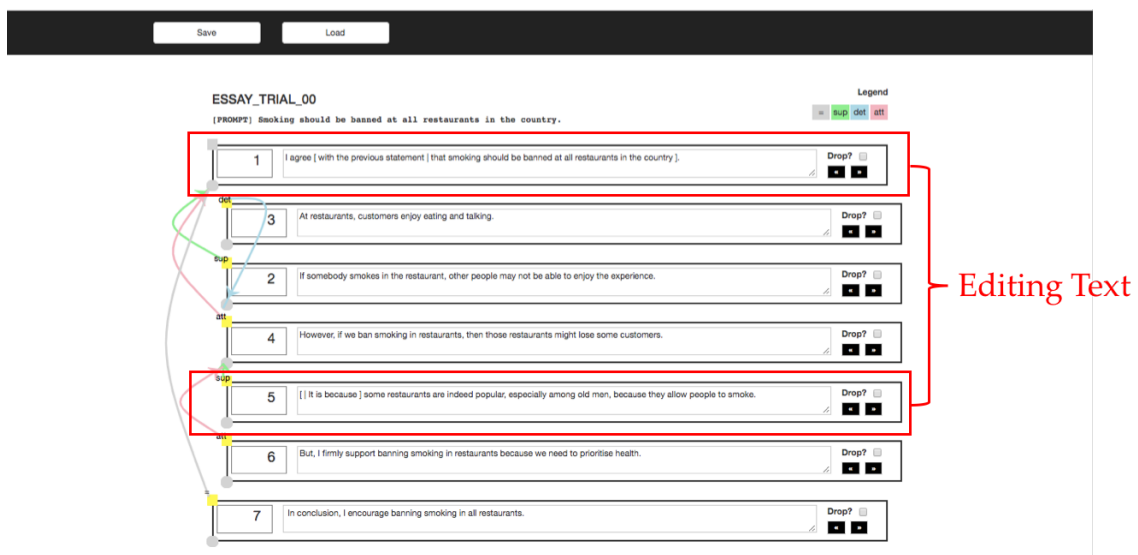 Save Load
Legend
ESSAY_TRIAL_00
= sup det att
[PROMPT] Smoking should be banned at all restaurants in the country.
1 I agree [ with the previous statement | that smoking should be banned at all restaurants in the country ]. Drop?
« »
det
3 At restaurants, customers enjoy eating and talking. Drop?
« »
sup
2 If somebody smokes in the restaurant, other people may not be able to enjoy the experience. Drop?
« »
Editing Text
att
4 However, if we ban smoking in restaurants, then those restaurants might lose some customers. Drop?
« »
sup
5 [ | It is because ] some restaurants are indeed popular, especially among old men, because they allow people to smoke. Drop?
« »
att
6 But, I firmly support banning smoking in restaurants because we need to prioritise health. Drop?
« »
=
7 In conclusion, I encourage banning smoking in all restaurants. Drop?
« »